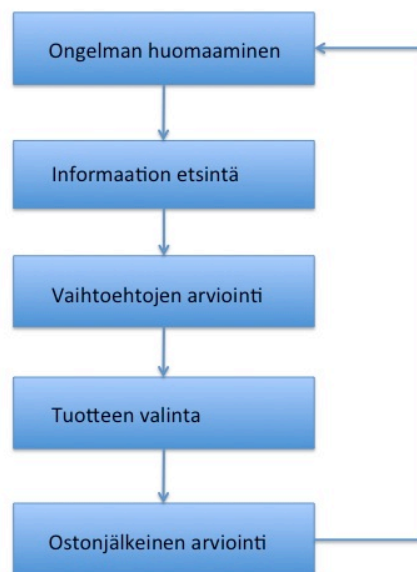 Ongelman huomaaminen
Informaation etsintä
Vaihtoehtojen arviointi
Tuotteen valinta
Ostonjälkeinen arviointi